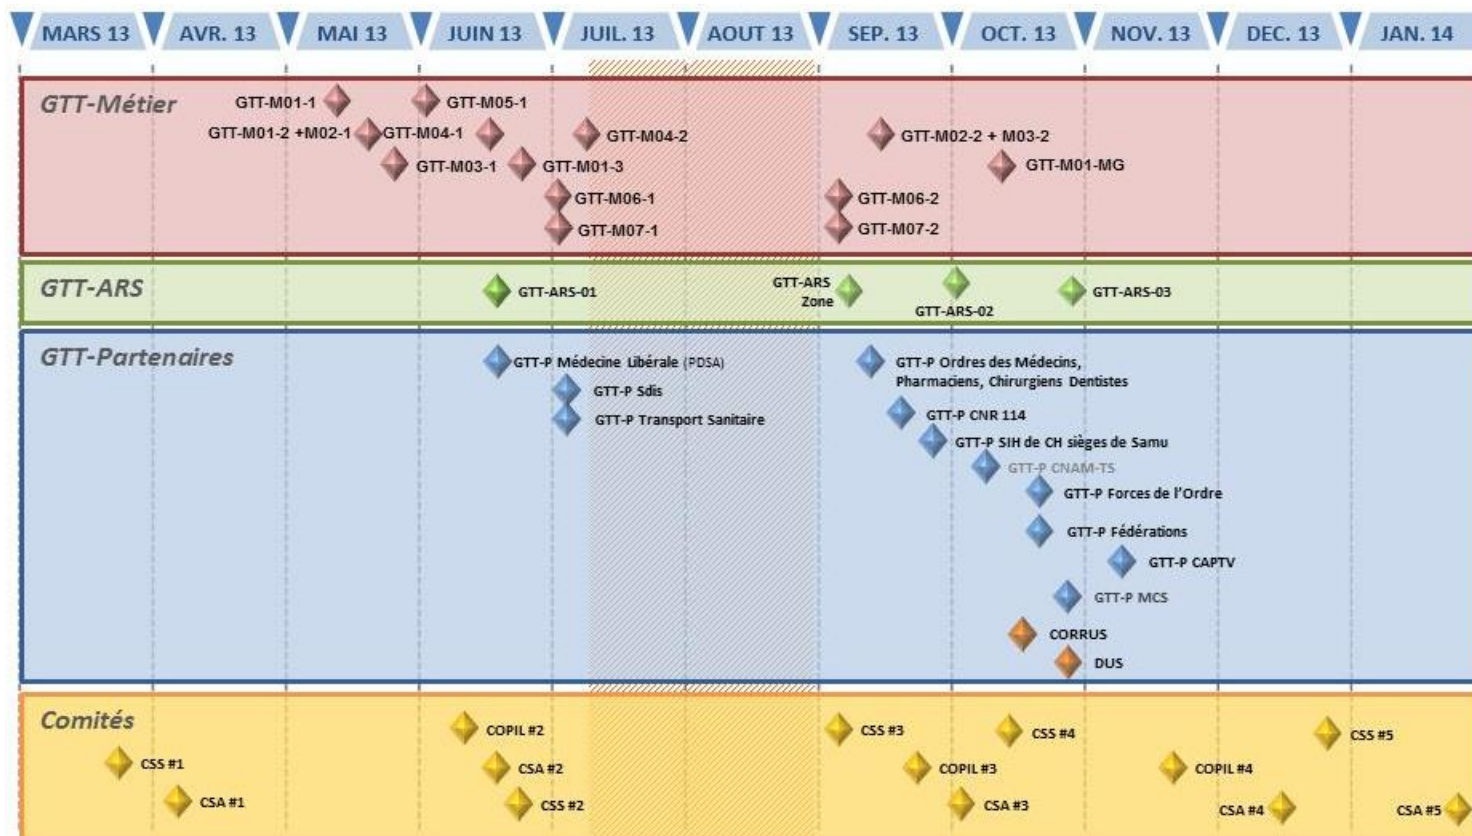 MARS 13 AVR. 13 MAI 13 JUIN 13 JUIL. 13 AOUT 13 SEP. 13 OCT. 13 NOV. 13 DEC. 13 JAN. 14
GTT-Métier
GTT-M01-1
GTT-M05-1
GTT-M01-2 +M02-1
GTT-M04-1
GTT-M04-2
GTT-M02-2 + M03-2
GTT-M03-1
GTT-M01-3
GTT-M01-MG
GTT-M06-1
GTT-M06-2
GTT-M07-1
GTT-M07-2
GTT-ARS
GTT-ARS-01
GTT-ARS
Zone
GTT-ARS-02
GTT-ARS-03
GTT-Partenaires
GTT-P Médecine Libérale (PDSA)
GTT-P Sdis
GTT-P Transport Sanitaire
GTT-P Ordres des Médecins,
Pharmaciens, Chirurgiens Dentistes
GTT-P CNR 114
GTT-P SIH de CH sièges de Samu
GTT-P CNAM-TS
GTT-P Forces de l’Ordre
GTT-P Fédérations
GTT-P CAPTV
GTT-P MCS
CORRUS
DUS
Comités
COPIL #2
CSS #3
CSS #4
CSS #5
CSS #1
CSA #2
COPIL #3
COPIL #4
CSA #1
CSS #2
CSA #3
CSA #4
CSA #5